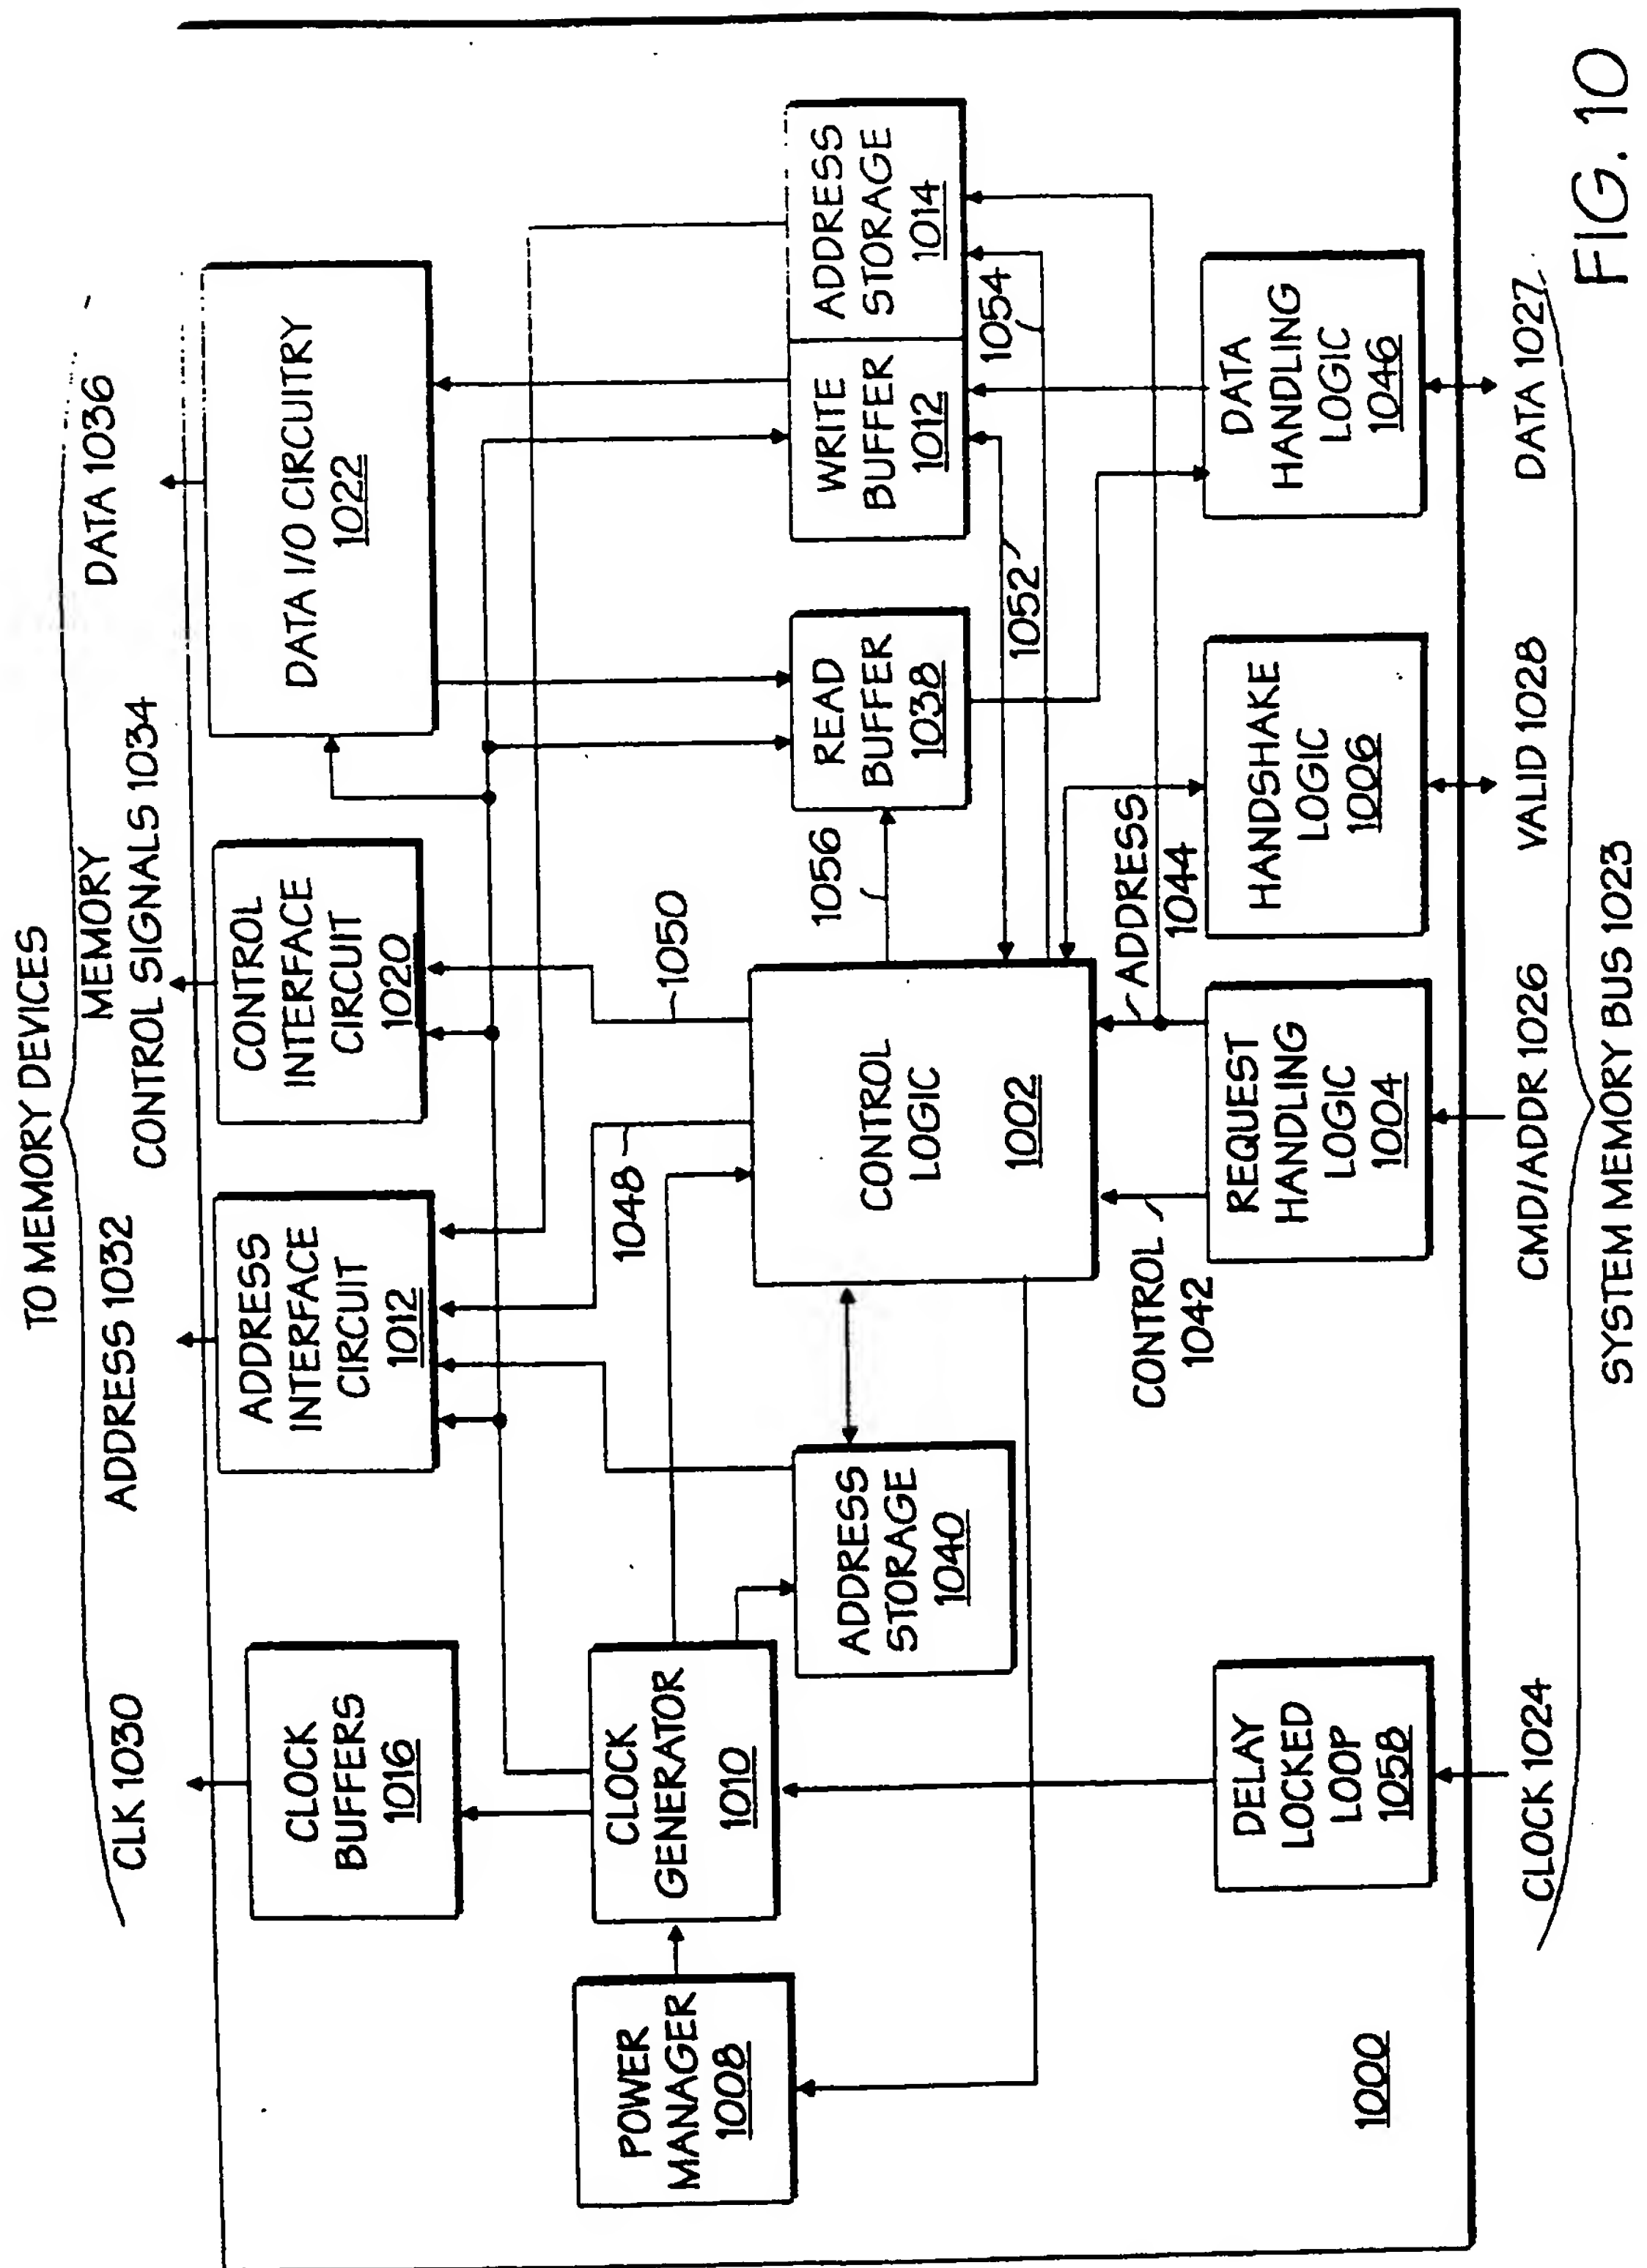 TO MEMORY DEVICES
CLK 1030
ADDRESS 1032
MEMORY
CONTROL SIGNALS 1034
DATA 1036
CLOCK
BUFFERS
1016
ADDRESS
INTERFACE
CIRCUIT
1012
CONTROL
INTERFACE
CIRCUIT
1020
DATA I/O CIRCUITRY
1022
POWER
MANAGER
1008
CLOCK
GENERATOR
1010
1048
1050
ADDRESS
STORAGE
1040
CONTROL
LOGIC
1002
1056
READ
BUFFER
1038
WRITE
BUFFER
1012
ADDRESS
STORAGE
1014
1052
1054
CONTROL
1042
ADDRESS
1044
DELAY
LOCKED
LOOP
1058
REQUEST
HANDLING
LOGIC
1004
HANDSHAKE
LOGIC
1006
DATA
HANDLING
LOGIC
1046
1000
CLOCK 1024
CMD/ADDR 1026
VALID 1028
DATA 1027
SYSTEM MEMORY BUS 1023
FIG. 10